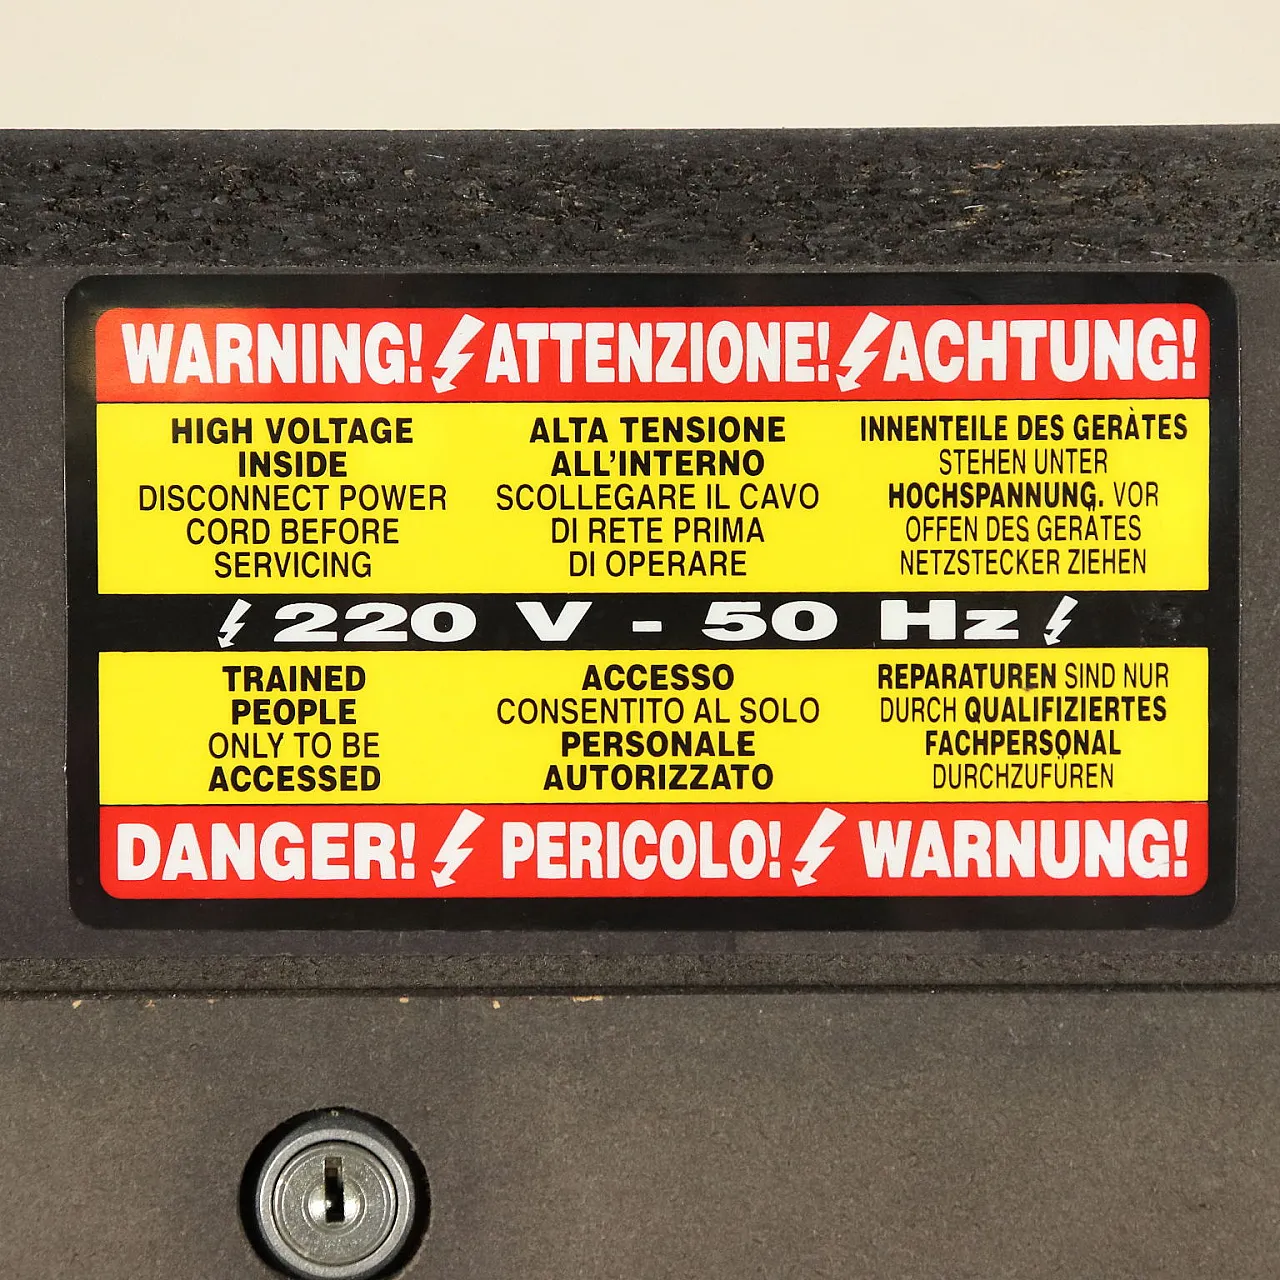 WARNING! ATTENZIONE! ACHTUNG!
HIGH VOLTAGE
INSIDE
DISCONNECT POWER
CORD BEFORE
SERVICING
ALTA TENSIONE
ALL'INTERNO
SCOLLEGARE IL CAVO
DI RETE PRIMA
DI OPERARE
INNENTEILE DES GERÀTES
STEHEN UNTER
HOCHSPANNUNG. VOR
OFFEN DES GERÄTES
NETZSTECKER ZIEHEN
220 V - 50 Hz
TRAINED
PEOPLE
ONLY TO BE
ACCESSED
ACCESSO
CONSENTITO AL SOLO
PERSONALE
AUTORIZZATO
REPARATUREN SIND NUR
DURCH QUALIFIZIERTES
FACHPERSONAL
DURCHZUFÜREN
DANGER! PERICOLO! WARNUNG!